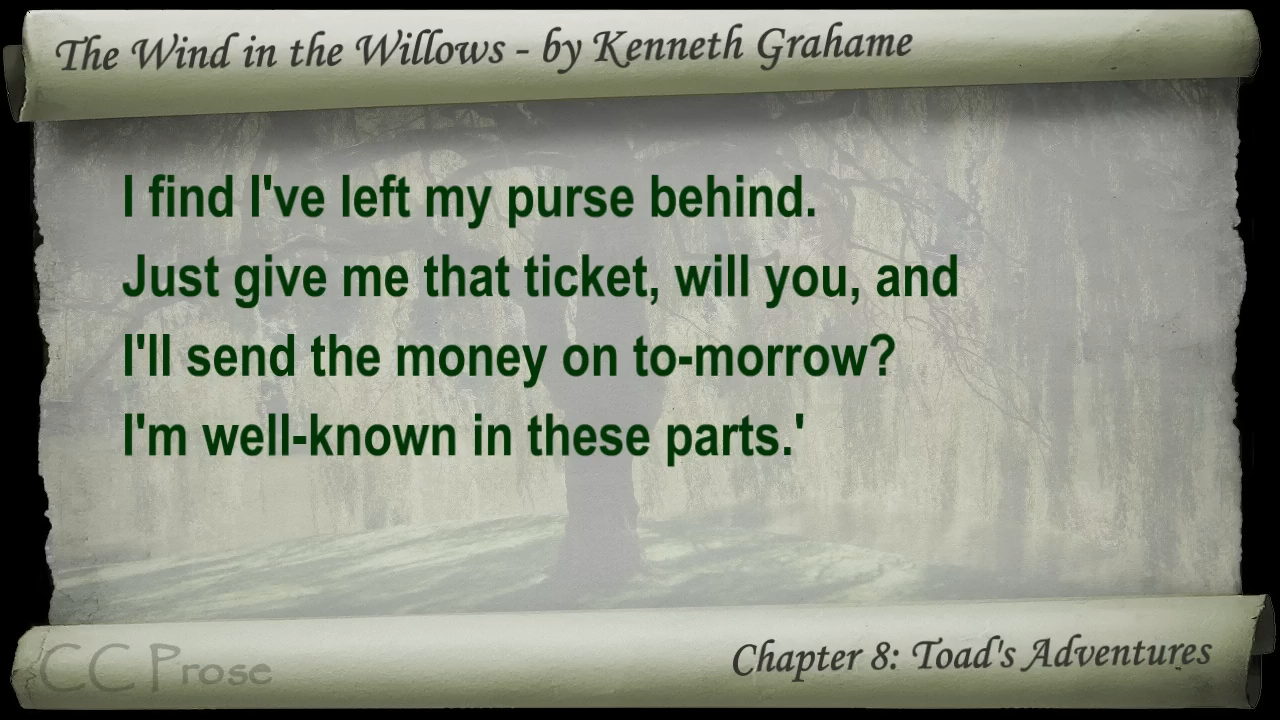 The Wind in the Willows - by Kenneth Grahame
I find I've left my purse behind.
Just give me that ticket, will you, and
I'll send the money on to-morrow?
I'm well-known in these parts.'
CC Prose
Chapter 8: Toad's Adventures